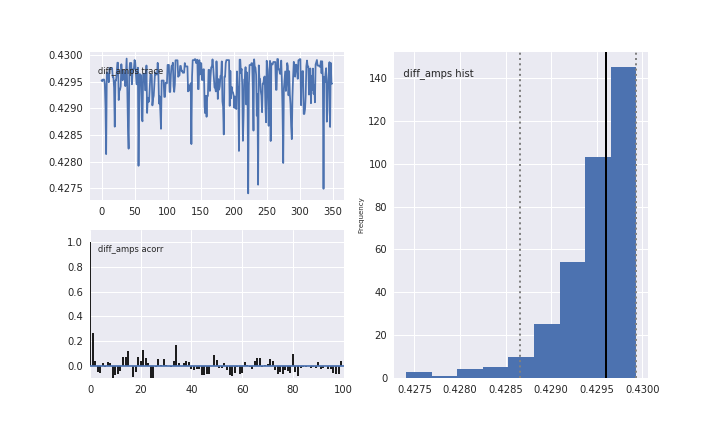 0.4300
0.4295
0.4290
0.4285
0.4280
0.4275
diff_amps trace
0 50 100 150 200 250 300 350
1.0
0.8
0.6
0.4
0.2
0.0
diff_amps acorr
0 20 40 60 80 100
diff_amps hist
140
120
100
80
60
40
20
0
Frequency
0.4275 0.4280 0.4285 0.4290 0.4295 0.4300